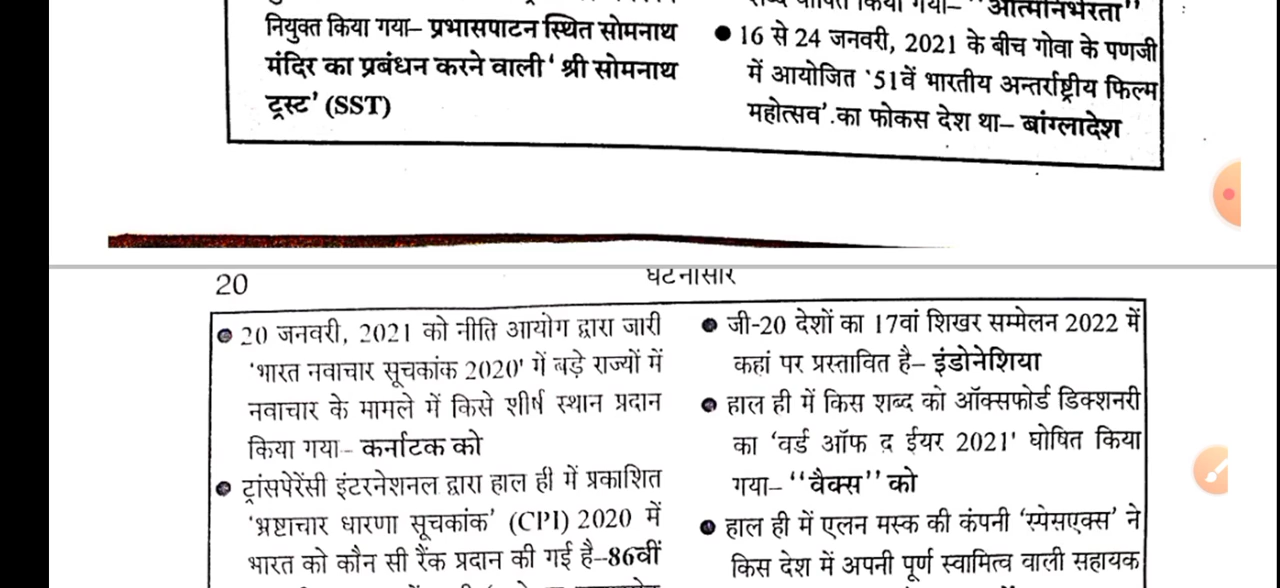 नियुक्त किया गया– प्रभासपाटन स्थित सोमनाथ
मंदिर का प्रबंधन करने वाली ‘श्री सोमनाथ
ट्रस्ट’ (SST)
शब्द घोषित किया गया– ‘‘आत्मनिर्भरता’’
● 16 से 24 जनवरी, 2021 के बीच गोवा के पणजी
में आयोजित ‘51वें भारतीय अन्तर्राष्ट्रीय फिल्म
महोत्सव’ का फोकस देश था– बांग्लादेश
20
घटनासार
● 20 जनवरी, 2021 को नीति आयोग द्वारा जारी
'भारत नवाचार सूचकांक 2020' में बड़े राज्यों में
नवाचार के मामले में किसे शीर्ष स्थान प्रदान
किया गया– कर्नाटक को
● ट्रांसपेरेंसी इंटरनेशनल द्वारा हाल ही में प्रकाशित
'भ्रष्टाचार धारणा सूचकांक’ (CPI) 2020 में
भारत को कौन सी रैंक प्रदान की गई है–86वीं
● जी-20 देशों का 17वां शिखर सम्मेलन 2022 में
कहां पर प्रस्तावित है– इंडोनेशिया
● हाल ही में किस शब्द को ऑक्सफोर्ड डिक्शनरी
का ‘वर्ड ऑफ द ईयर 2021' घोषित किया
गया– ‘‘वैक्स’’ को
● हाल ही में एलन मस्क की कंपनी ‘स्पेसएक्स’ ने
किस देश में अपनी पूर्ण स्वामित्व वाली सहायक